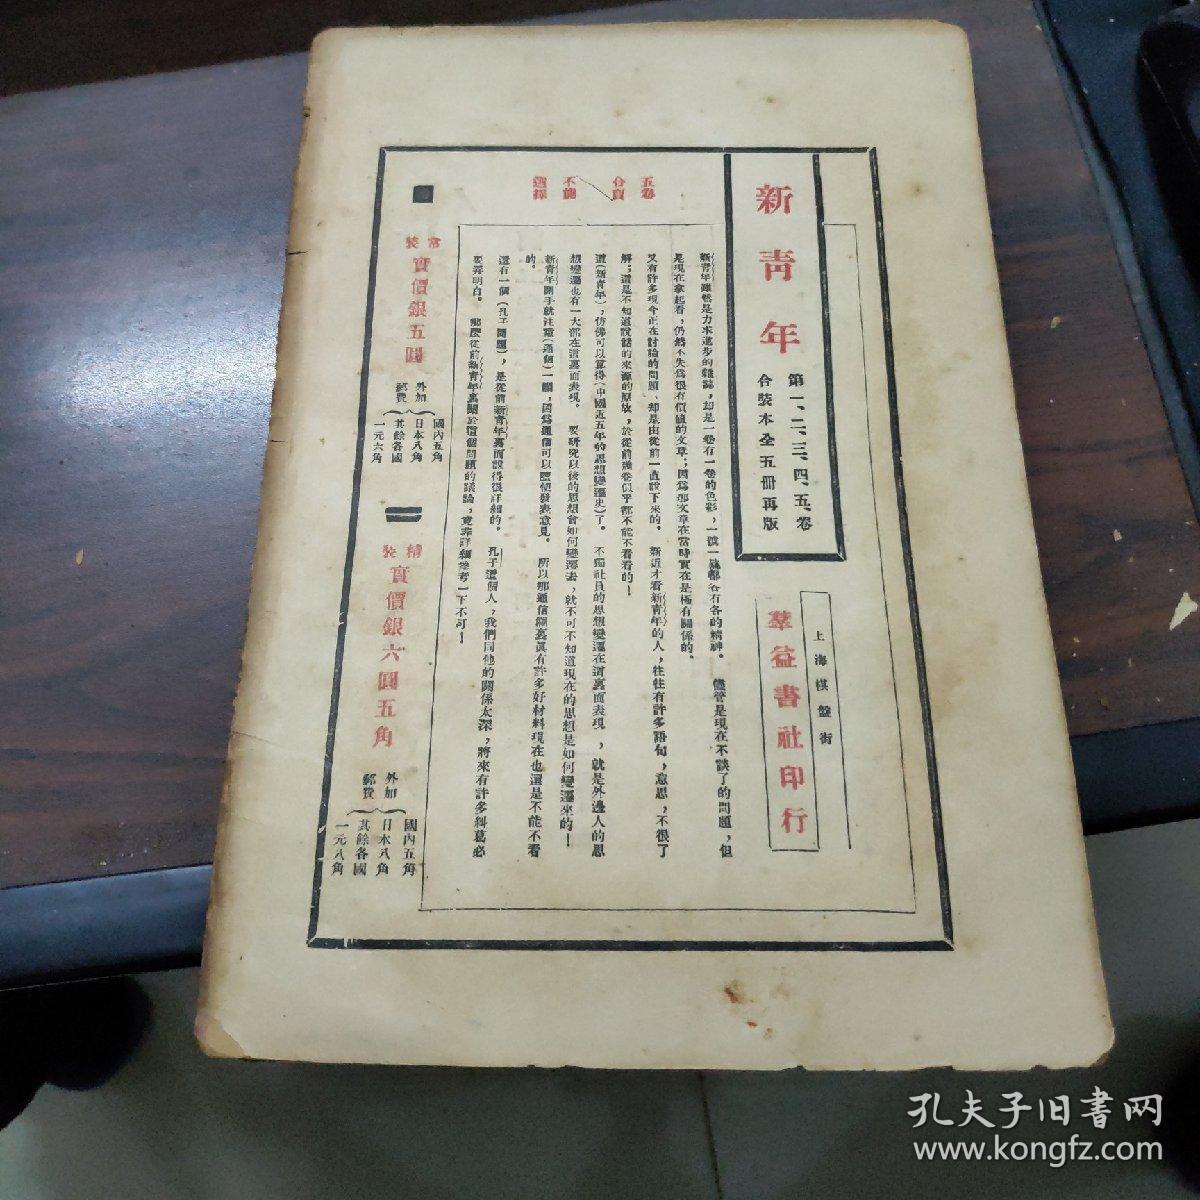 新青年
第一、二、三、四、五、卷
合裝本全五冊再版
上海棋盤街
羣益書社印行
新青年雖然是力求進步的雜誌，却是一卷有一卷的色彩，一號一號都各有各的精神。儘管是現在不談了的問題，但
是現在拿起看，仍然不失為很有價值的文章；因為那文章在當時實在是極有關係的。
又有許多現今正在討論的問題、却是由從前一直說下來的。新近才看新青年的人，往往有許多語句，意思，不很了
解；這是不知道說話的來源的原故，於從前幾卷似乎都不能不看看的！
這（新青年），仿佛可以算得（中國近五年的思想變遷史）了。不獨社員的思想變遷在這裏面表現，就是外邊人的思
想變遷也有一大部在這裏面表現。要研究以後的思想會如何變遷去，就不可不知道現在的思想是如何變遷來的！
新青年開手就注重（通信）一欄，因為通信可以隨便發表意見。所以那通信欄裏真有許多好材料現在也還是不能不看
的。
還有一個（孔子問題），是從前新青年裏面說得很詳細的。孔子這個人，我們同他的關係太深，將來有許多糾葛必
要弄明白。那麼從前新青年裏關於這個問題的議論，竟非詳細參考一下不可！
五卷
合買
不能
選擇
常裝
實價銀五圓
外加
郵費
國內五角
日本八角
其餘各國
一元六角
精裝
實價銀六圓五角
外加
郵費
國內五角
日本八角
其餘各國
一元八角
孔夫子旧书网
www.kongfz.com